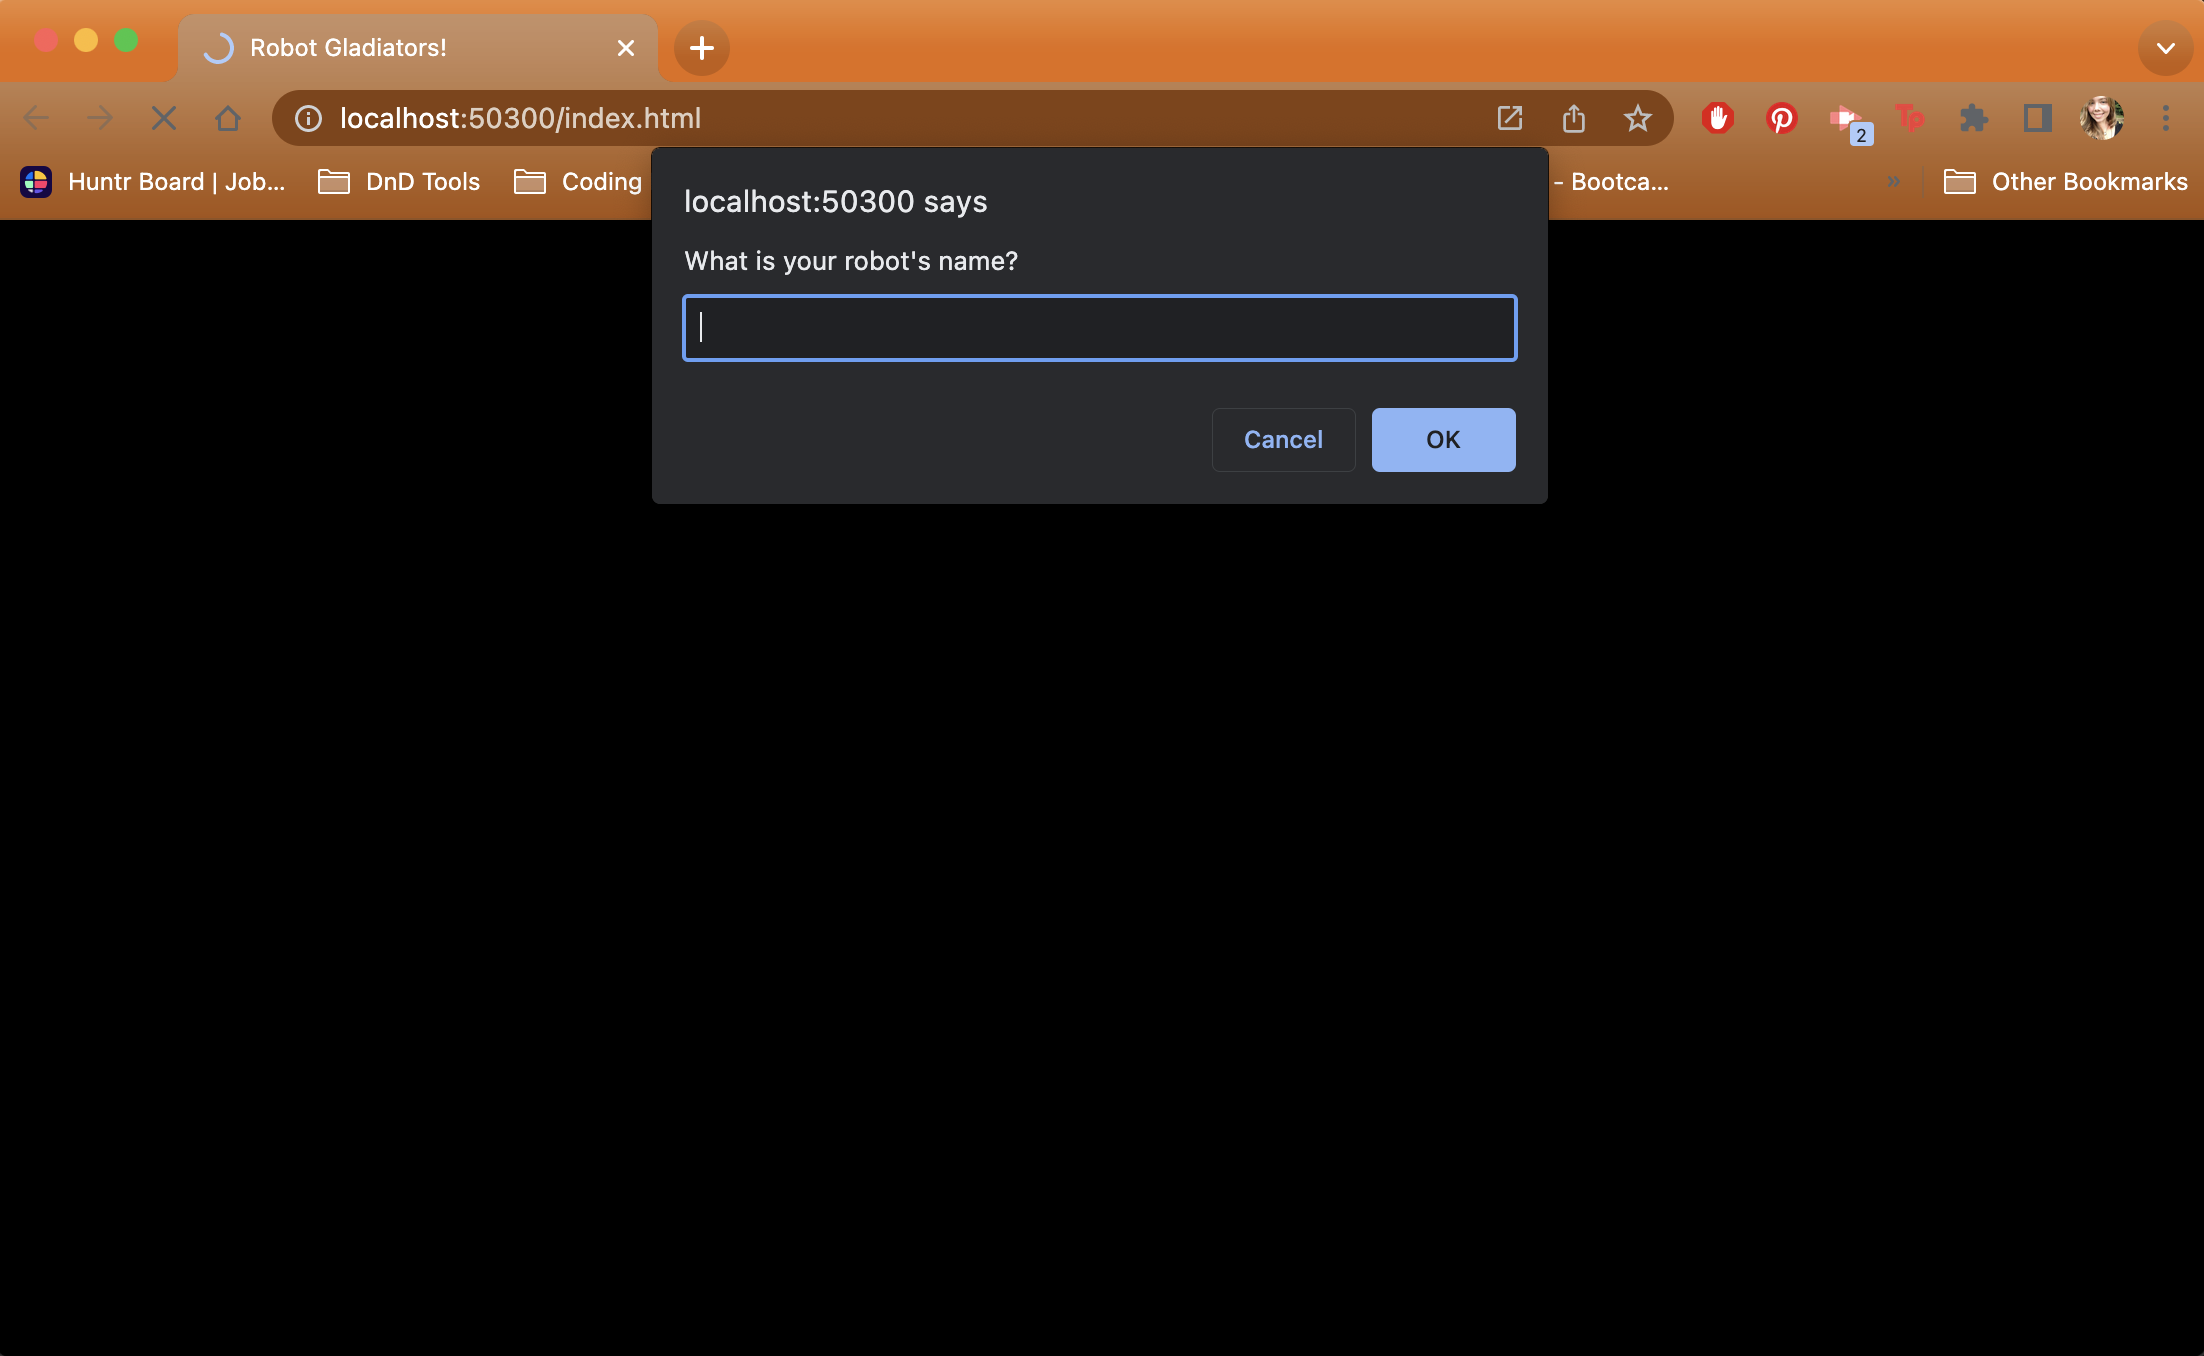 Robot Gladiators!
localhost:50300/index.html
Tp
2
Huntr Board | Job...
DnD Tools
Coding
- Bootca...
»
Other Bookmarks
localhost:50300 says
What is your robot's name?
Cancel
OK